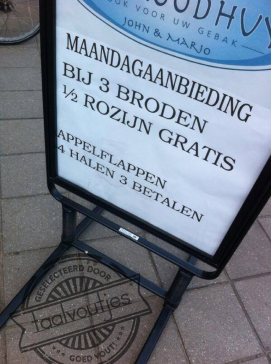 OOK VOOR UW GEBAK
JOHN & MARJO
MAANDAGAANBIEDING
BIJ 3 BRODEN
½ ROZIJN GRATIS
APPELFLAPPEN
4 HALEN 3 BETALEN
GESELECTEERD DOOR
taalvoutjes
GOED FOUT!